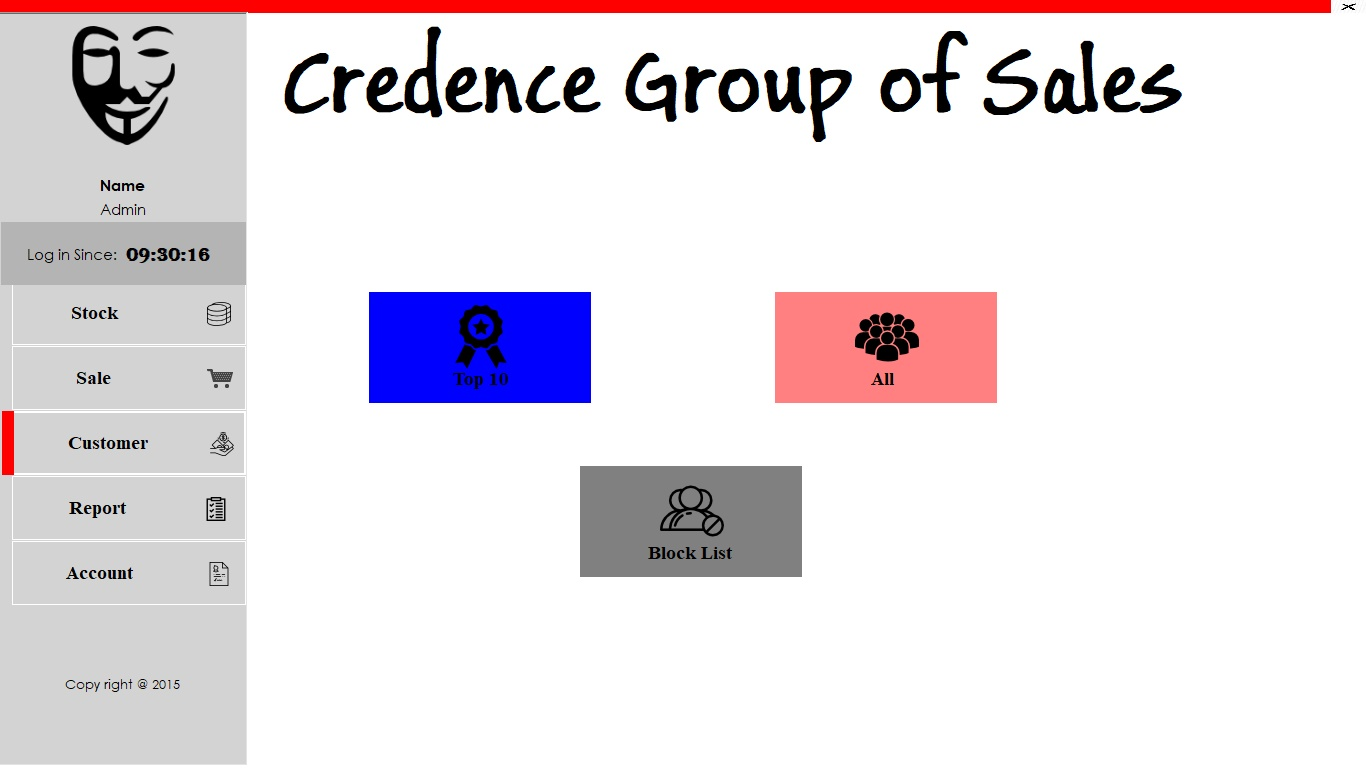 Credence Group of Sales
Name
Admin
Log in Since: 09:30:16
Stock
Sale
Customer
Report
Account
Copy right @ 2015
Top 10
All
Block List